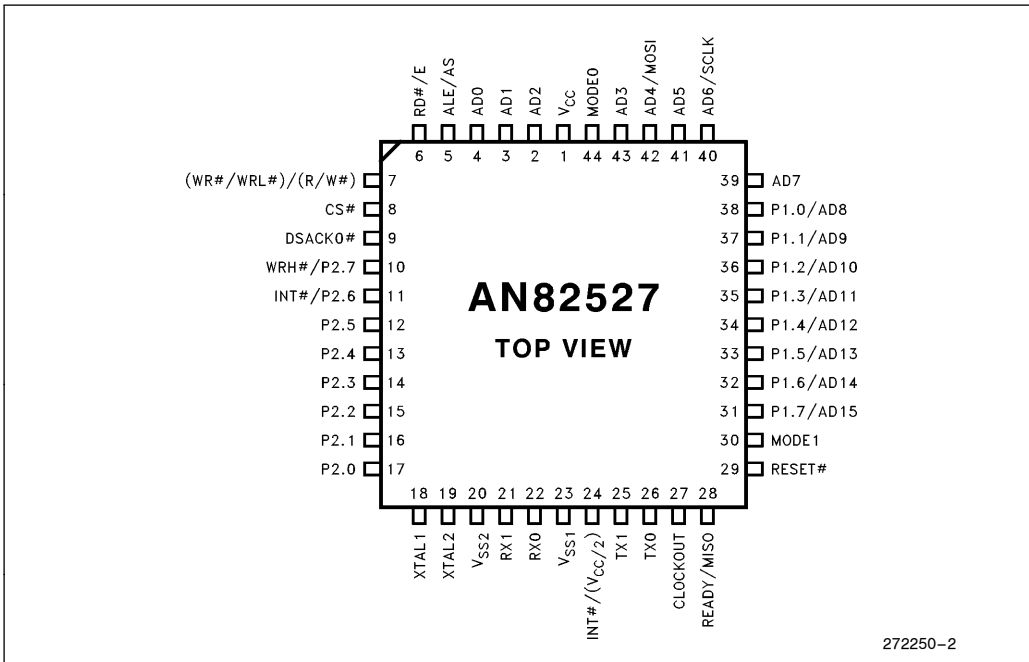 RD#/E
ALE/AS
AD0
AD1
AD2
VCC
MODE0
AD3
AD4/MOSI
AD5
AD6/SCLK
6 5 4 3 2 1 44 43 42 41 40
(WR#/WRL#)/(R/W#) 7
CS# 8
DSACK0# 9
WRH#/P2.7 10
INT#/P2.6 11
P2.5 12
P2.4 13
P2.3 14
P2.2 15
P2.1 16
P2.0 17
AN82527
TOP VIEW
39 AD7
38 P1.0/AD8
37 P1.1/AD9
36 P1.2/AD10
35 P1.3/AD11
34 P1.4/AD12
33 P1.5/AD13
32 P1.6/AD14
31 P1.7/AD15
30 MODE1
29 RESET#
18 19 20 21 22 23 24 25 26 27 28
XTAL1
XTAL2
VSS2
RX1
RX0
VSS1
INT#/(VCC/2)
TX1
TX0
CLOCKOUT
READY/MISO
272250-2